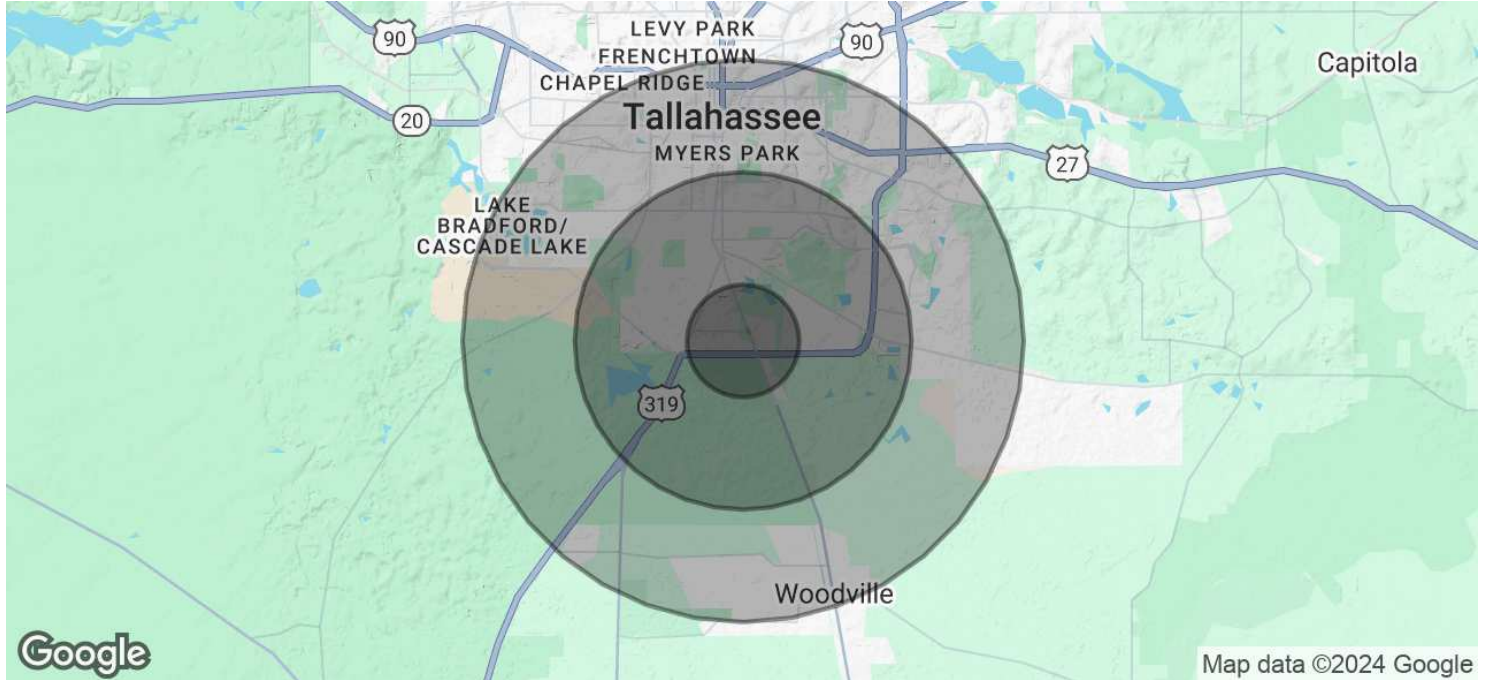 LEVY PARK
90
90
FRENCHTOWN
Capitola
CHAPEL RIDGE
20
Tallahassee
MYERS PARK
27
LAKE
BRADFORD/
CASCADE LAKE
319
Woodville
Google
Map data ©2024 Google